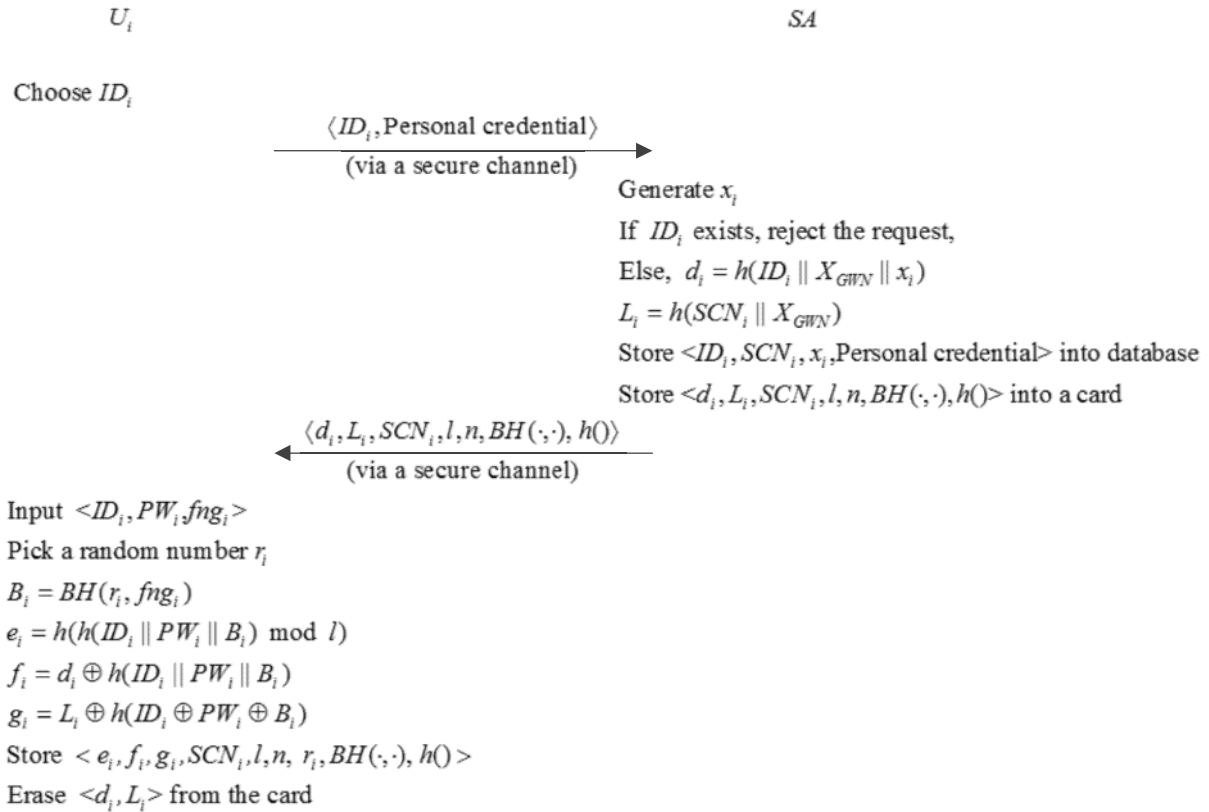 U_i SA
Choose ID_i
⟨ID_i,Personal credential⟩
(via a secure channel)
Generate x_i
If ID_i exists, reject the request,
Else, d_i = h(ID_i || X_GWN || x_i)
L_i = h(SCN_i || X_GWN)
Store <ID_i,SCN_i,x_i,Personal credential> into database
Store <d_i,L_i,SCN_i,l,n,BH(·,·),h()> into a card
⟨d_i,L_i,SCN_i,l,n,BH(·,·), h()⟩
(via a secure channel)
Input <ID_i,PW_i,fng_i>
Pick a random number r_i
B_i = BH(r_i, fng_i)
e_i = h(h(ID_i || PW_i || B_i) mod l)
f_i = d_i ⊕ h(ID_i || PW_i || B_i)
g_i = L_i ⊕ h(ID_i ⊕ PW_i ⊕ B_i)
Store < e_i,f_i,g_i,SCN_i,l,n, r_i,BH(·,·), h() >
Erase <d_i,L_i> from the card